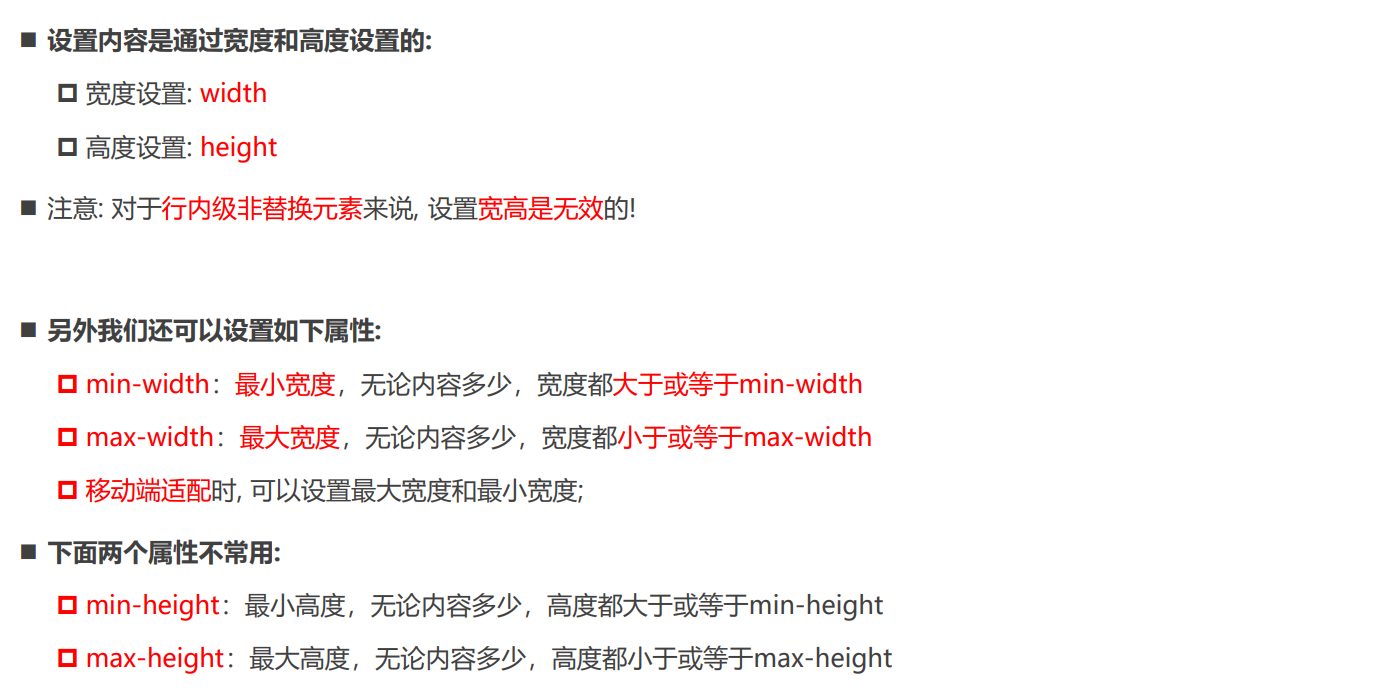 设置内容是通过宽度和高度设置的:
宽度设置: width
高度设置: height
注意: 对于行内级非替换元素来说, 设置宽高是无效的!
另外我们还可以设置如下属性:
min-width：最小宽度，无论内容多少，宽度都大于或等于min-width
max-width：最大宽度，无论内容多少，宽度都小于或等于max-width
移动端适配时, 可以设置最大宽度和最小宽度;
下面两个属性不常用:
min-height：最小高度，无论内容多少，高度都大于或等于min-height
max-height：最大高度，无论内容多少，高度都小于或等于max-height